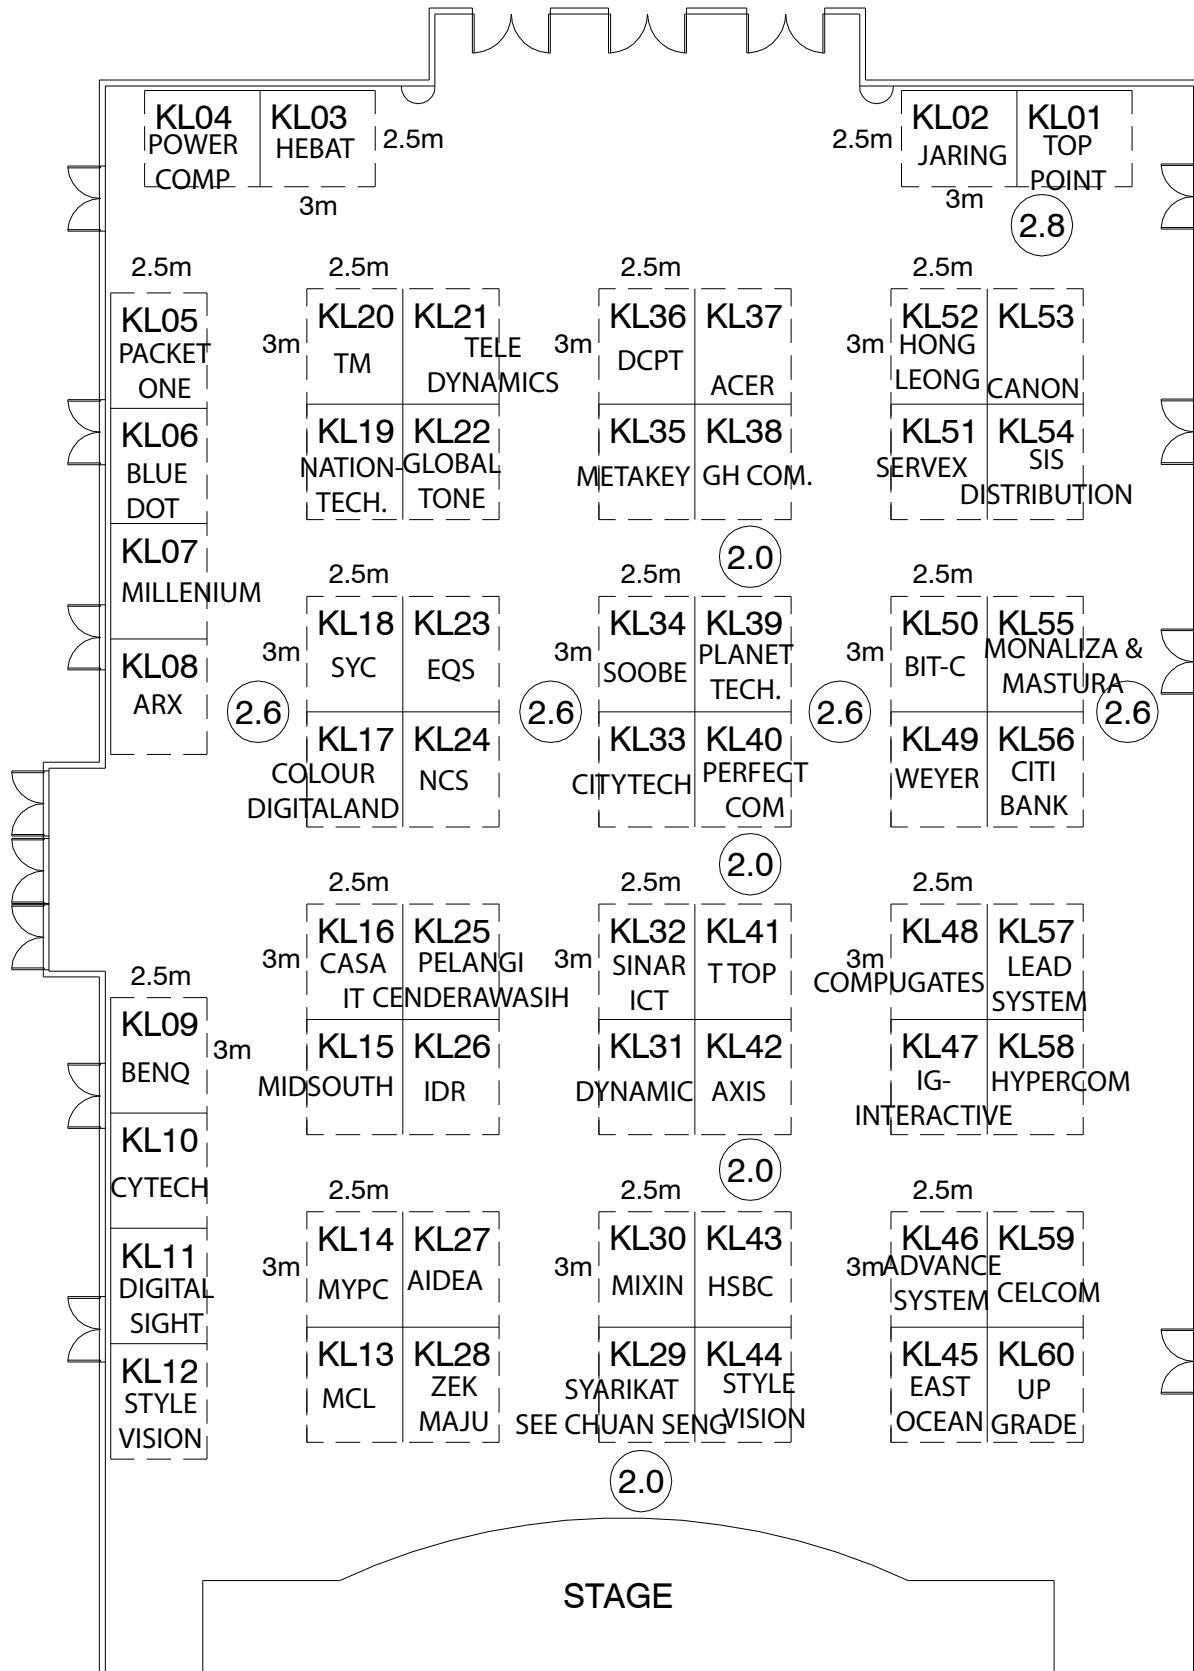 KL04
POWER
COMP
KL03
HEBAT
2.5m
3m
2.5m
KL02
JARING
KL01
TOP
POINT
3m
2.8
2.5m
KL05
PACKET
ONE
KL06
BLUE
DOT
KL07
MILLENIUM
KL08
ARX
2.5m
3m
KL20
TM
KL21
TELE
DYNAMICS
KL19
NATION-
TECH.
KL22
GLOBAL
TONE
2.5m
3m
KL36
DCPT
KL37
ACER
KL35
METAKEY
KL38
GH COM.
2.5m
3m
KL52
HONG
LEONG
KL53
CANON
KL51
SERVEX
KL54
SIS
DISTRIBUTION
2.0
2.5m
3m
KL18
SYC
KL23
EQS
KL17
COLOUR
DIGITALAND
KL24
NCS
2.6
2.6
2.5m
3m
KL34
SOOBE
KL39
PLANET
TECH.
KL33
CITYTECH
KL40
PERFECT
COM
2.6
2.5m
3m
KL50
BIT-C
KL55
MONALIZA &
MASTURA
KL49
WEYER
KL56
CITI
BANK
2.6
2.0
2.5m
KL09
BENQ
3m
KL10
CYTECH
KL11
DIGITAL
SIGHT
KL12
STYLE
VISION
2.5m
3m
KL16
CASA
IT
KL25
PELANGI
CENDERAWASIH
KL15
MIDSOUTH
KL26
IDR
2.5m
3m
KL32
SINAR
ICT
KL41
T TOP
KL31
DYNAMIC
KL42
AXIS
2.5m
3m
KL48
COMPUGATES
KL57
LEAD
SYSTEM
KL47
IG-
INTERACTIVE
KL58
HYPERCOM
2.0
2.5m
3m
KL14
MYPC
KL27
AIDEA
KL13
MCL
KL28
ZEK
MAJU
2.5m
3m
KL30
MIXIN
KL43
HSBC
KL29
SYARIKAT
SEE CHUAN SENG
KL44
STYLE
VISION
2.5m
3m
KL46
ADVANCE
SYSTEM
KL59
CELCOM
KL45
EAST
OCEAN
KL60
UP
GRADE
2.0
STAGE